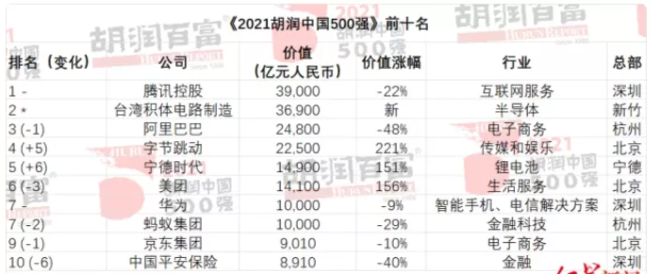 《2021胡润中国500强》前十名
排名(变化) 公司 价值(亿元人民币) 价值涨幅 行业 总部
1 - 腾讯控股 39,000 -22% 互联网服务 深圳
2 * 台湾积体电路制造 36,900 新 半导体 新竹
3 (-1) 阿里巴巴 24,800 -48% 电子商务 杭州
4 (+5) 字节跳动 22,500 221% 传媒和娱乐 北京
5 (+6) 宁德时代 14,900 151% 锂电池 宁德
6 (-3) 美团 14,100 156% 生活服务 北京
7 - 华为 10,000 -9% 智能手机、电信解决方案 深圳
7 (-2) 蚂蚁集团 10,000 -29% 金融科技 杭州
9 (-1) 京东集团 9,010 -10% 电子商务 北京
10 (-6) 中国平安保险 8,910 -40% 金融 深圳
胡润百富
2021
胡润中国
500强